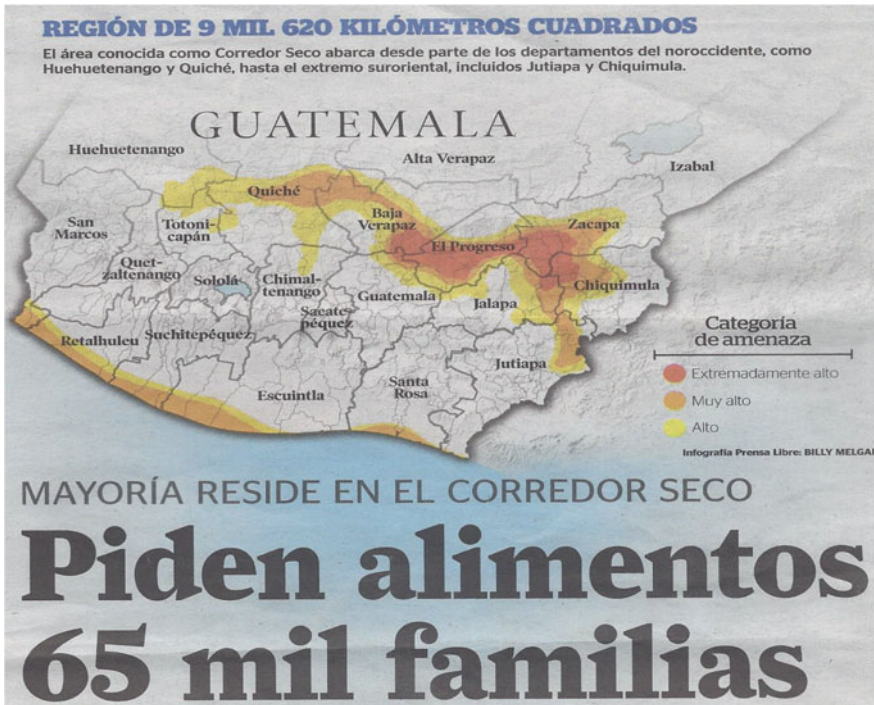 REGIÓN DE 9 MIL 620 KILÓMETROS CUADRADOS
El área conocida como Corredor Seco abarca desde parte de los departamentos del noroccidente, como
Huehuetenango y Quiché, hasta el extremo suroriental, incluidos Jutiapa y Chiquimula.
GUATEMALA
Huehuetenango
Alta Verapaz
Izabal
Quiché
San
Marcos
Totoni-
capán
Baja
Verapaz
Zacapa
El Progreso
Quet-
zaltenango
Sololá
Chimal-
tenango
Guatemala
Chiquimula
Jalapa
Sacate-
péquez
Retalhuleu
Suchitepéquez
Jutiapa
Escuintla
Santa
Rosa
Categoría
de amenaza
Extremadamente alto
Muy alto
Alto
Infografía Prensa Libre: BILLY MELGA
MAYORÍA RESIDE EN EL CORREDOR SECO
Piden alimentos
65 mil familias